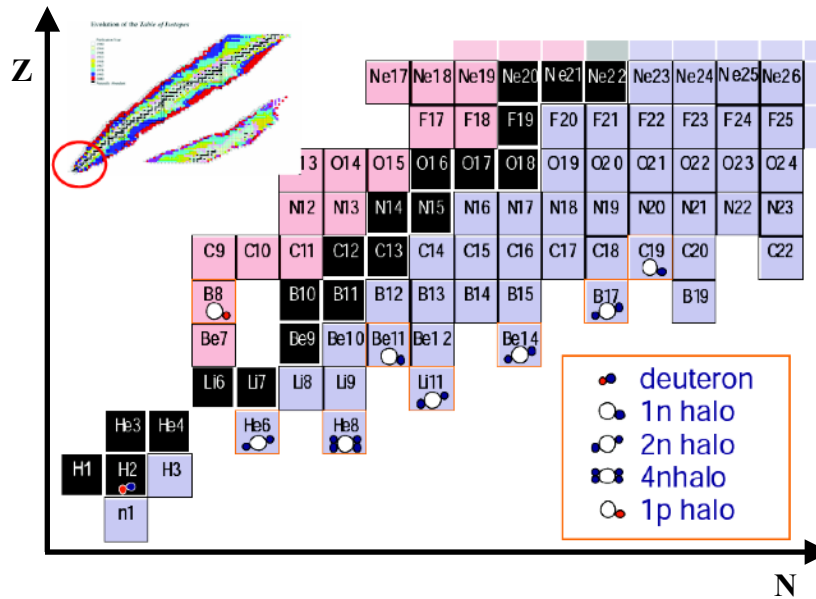 Evolution of the Table of Isotopes
Z
Ne17 Ne18 Ne19 Ne20 Ne21 Ne22 Ne23 Ne24 Ne25 Ne26
F17 F18 F19 F20 F21 F22 F23 F24 F25
13 O14 O15 O16 O17 O18 O19 O20 O21 O22 O23 O24
N12 N13 N14 N15 N16 N17 N18 N19 N20 N21 N22 N23
C9 C10 C11 C12 C13 C14 C15 C16 C17 C18 C19 C20 C22
B8 B10 B11 B12 B13 B14 B15 B17 B19
Be7 Be9 Be10 Be11 Be12 Be14
Li6 Li7 Li8 Li9 Li11
He3 He4 He6 He8
H1 H2 H3
n1
deuteron
1n halo
2n halo
4nhalo
1p halo
N